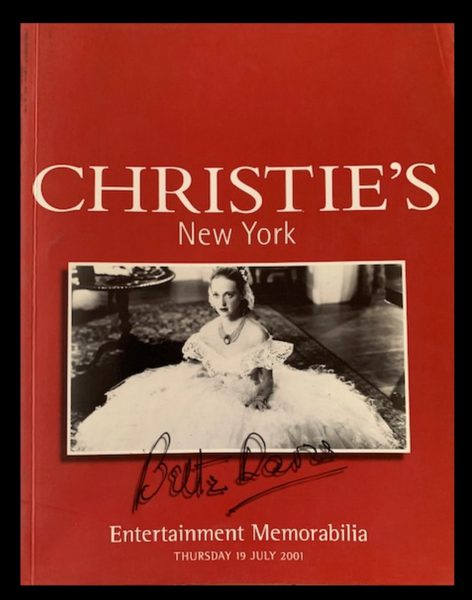 CHRISTIE'S
New York
Bette Davis
Entertainment Memorabilia
THURSDAY 19 JULY 2001